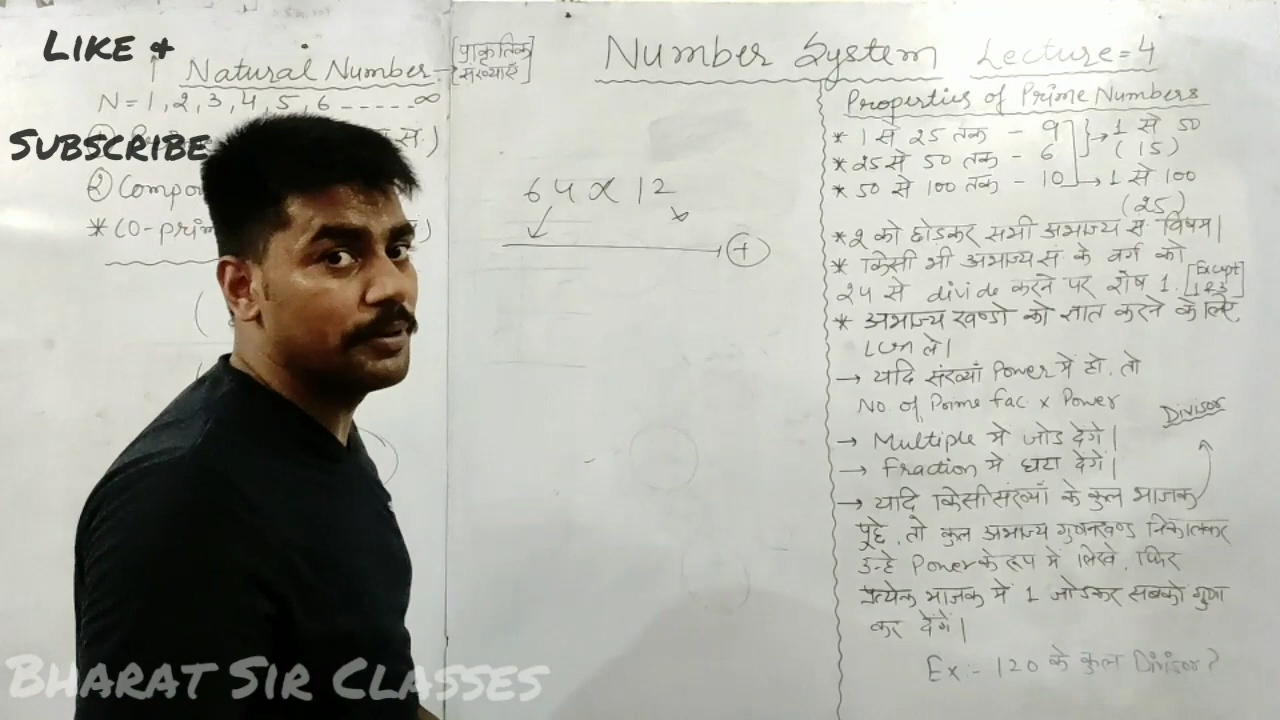 LIKE &
SUBSCRIBE
Natural Number → [प्राकृतिक संख्याएँ]
N = 1, 2, 3, 4, 5, 6 ----- ∞
①
② Compo
* CO-prim
Number System Lecture = 4
64 × 12
+
Properties of Prime Numbers
* 1 से 25 तक - 9
* 25 से 50 तक - 6
→ 1 से 50
(15)
* 50 से 100 तक - 10 → 1 से 100
(25)
* 2 को छोडकर सभी अभाज्य सं. विषम|
* किसी भी अभाज्य सं के वर्ग को
24 से divide करने पर शेष 1. [Except 1 2 3]
* अभाज्य खण्डो को ज्ञात करने के लिए
LCM ले|
→ यदि संख्याँ Power में हो, तो
No. of Prime fac. × Power
→ Multiple में जोड देगें|
→ fraction में घटा देगें|
Divisor
→ यदि किसी संख्याँ के कुल भाजक
पूछे, तो कुल अभाज्य गुणनखण्ड निकालकर
उन्हे Power के रूप में लिखे, फिर
प्रत्येक भाजक में 1 जोडकर सबको गुणा
कर देंगें|
Ex:- 120 के कुल Divisor?
BHARAT SIR CLASSES